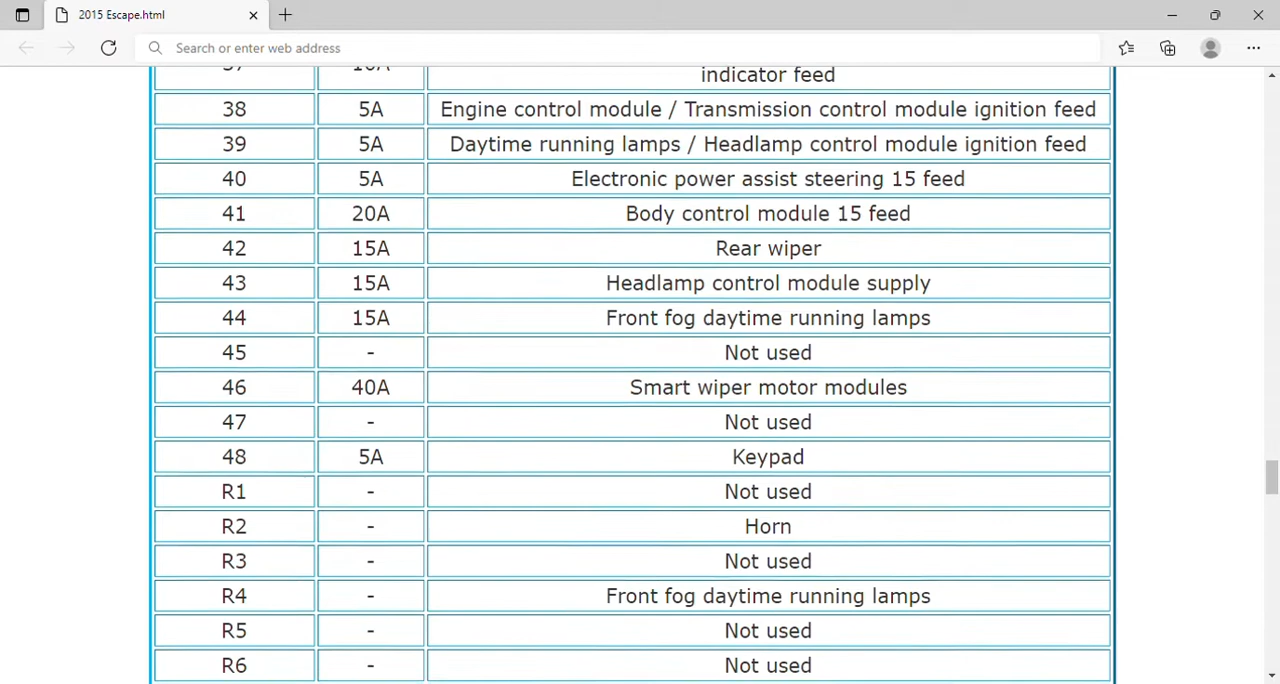 2015 Escape.html
Search or enter web address
indicator feed
38 5A Engine control module / Transmission control module ignition feed
39 5A Daytime running lamps / Headlamp control module ignition feed
40 5A Electronic power assist steering 15 feed
41 20A Body control module 15 feed
42 15A Rear wiper
43 15A Headlamp control module supply
44 15A Front fog daytime running lamps
45 - Not used
46 40A Smart wiper motor modules
47 - Not used
48 5A Keypad
R1 - Not used
R2 - Horn
R3 - Not used
R4 - Front fog daytime running lamps
R5 - Not used
R6 - Not used